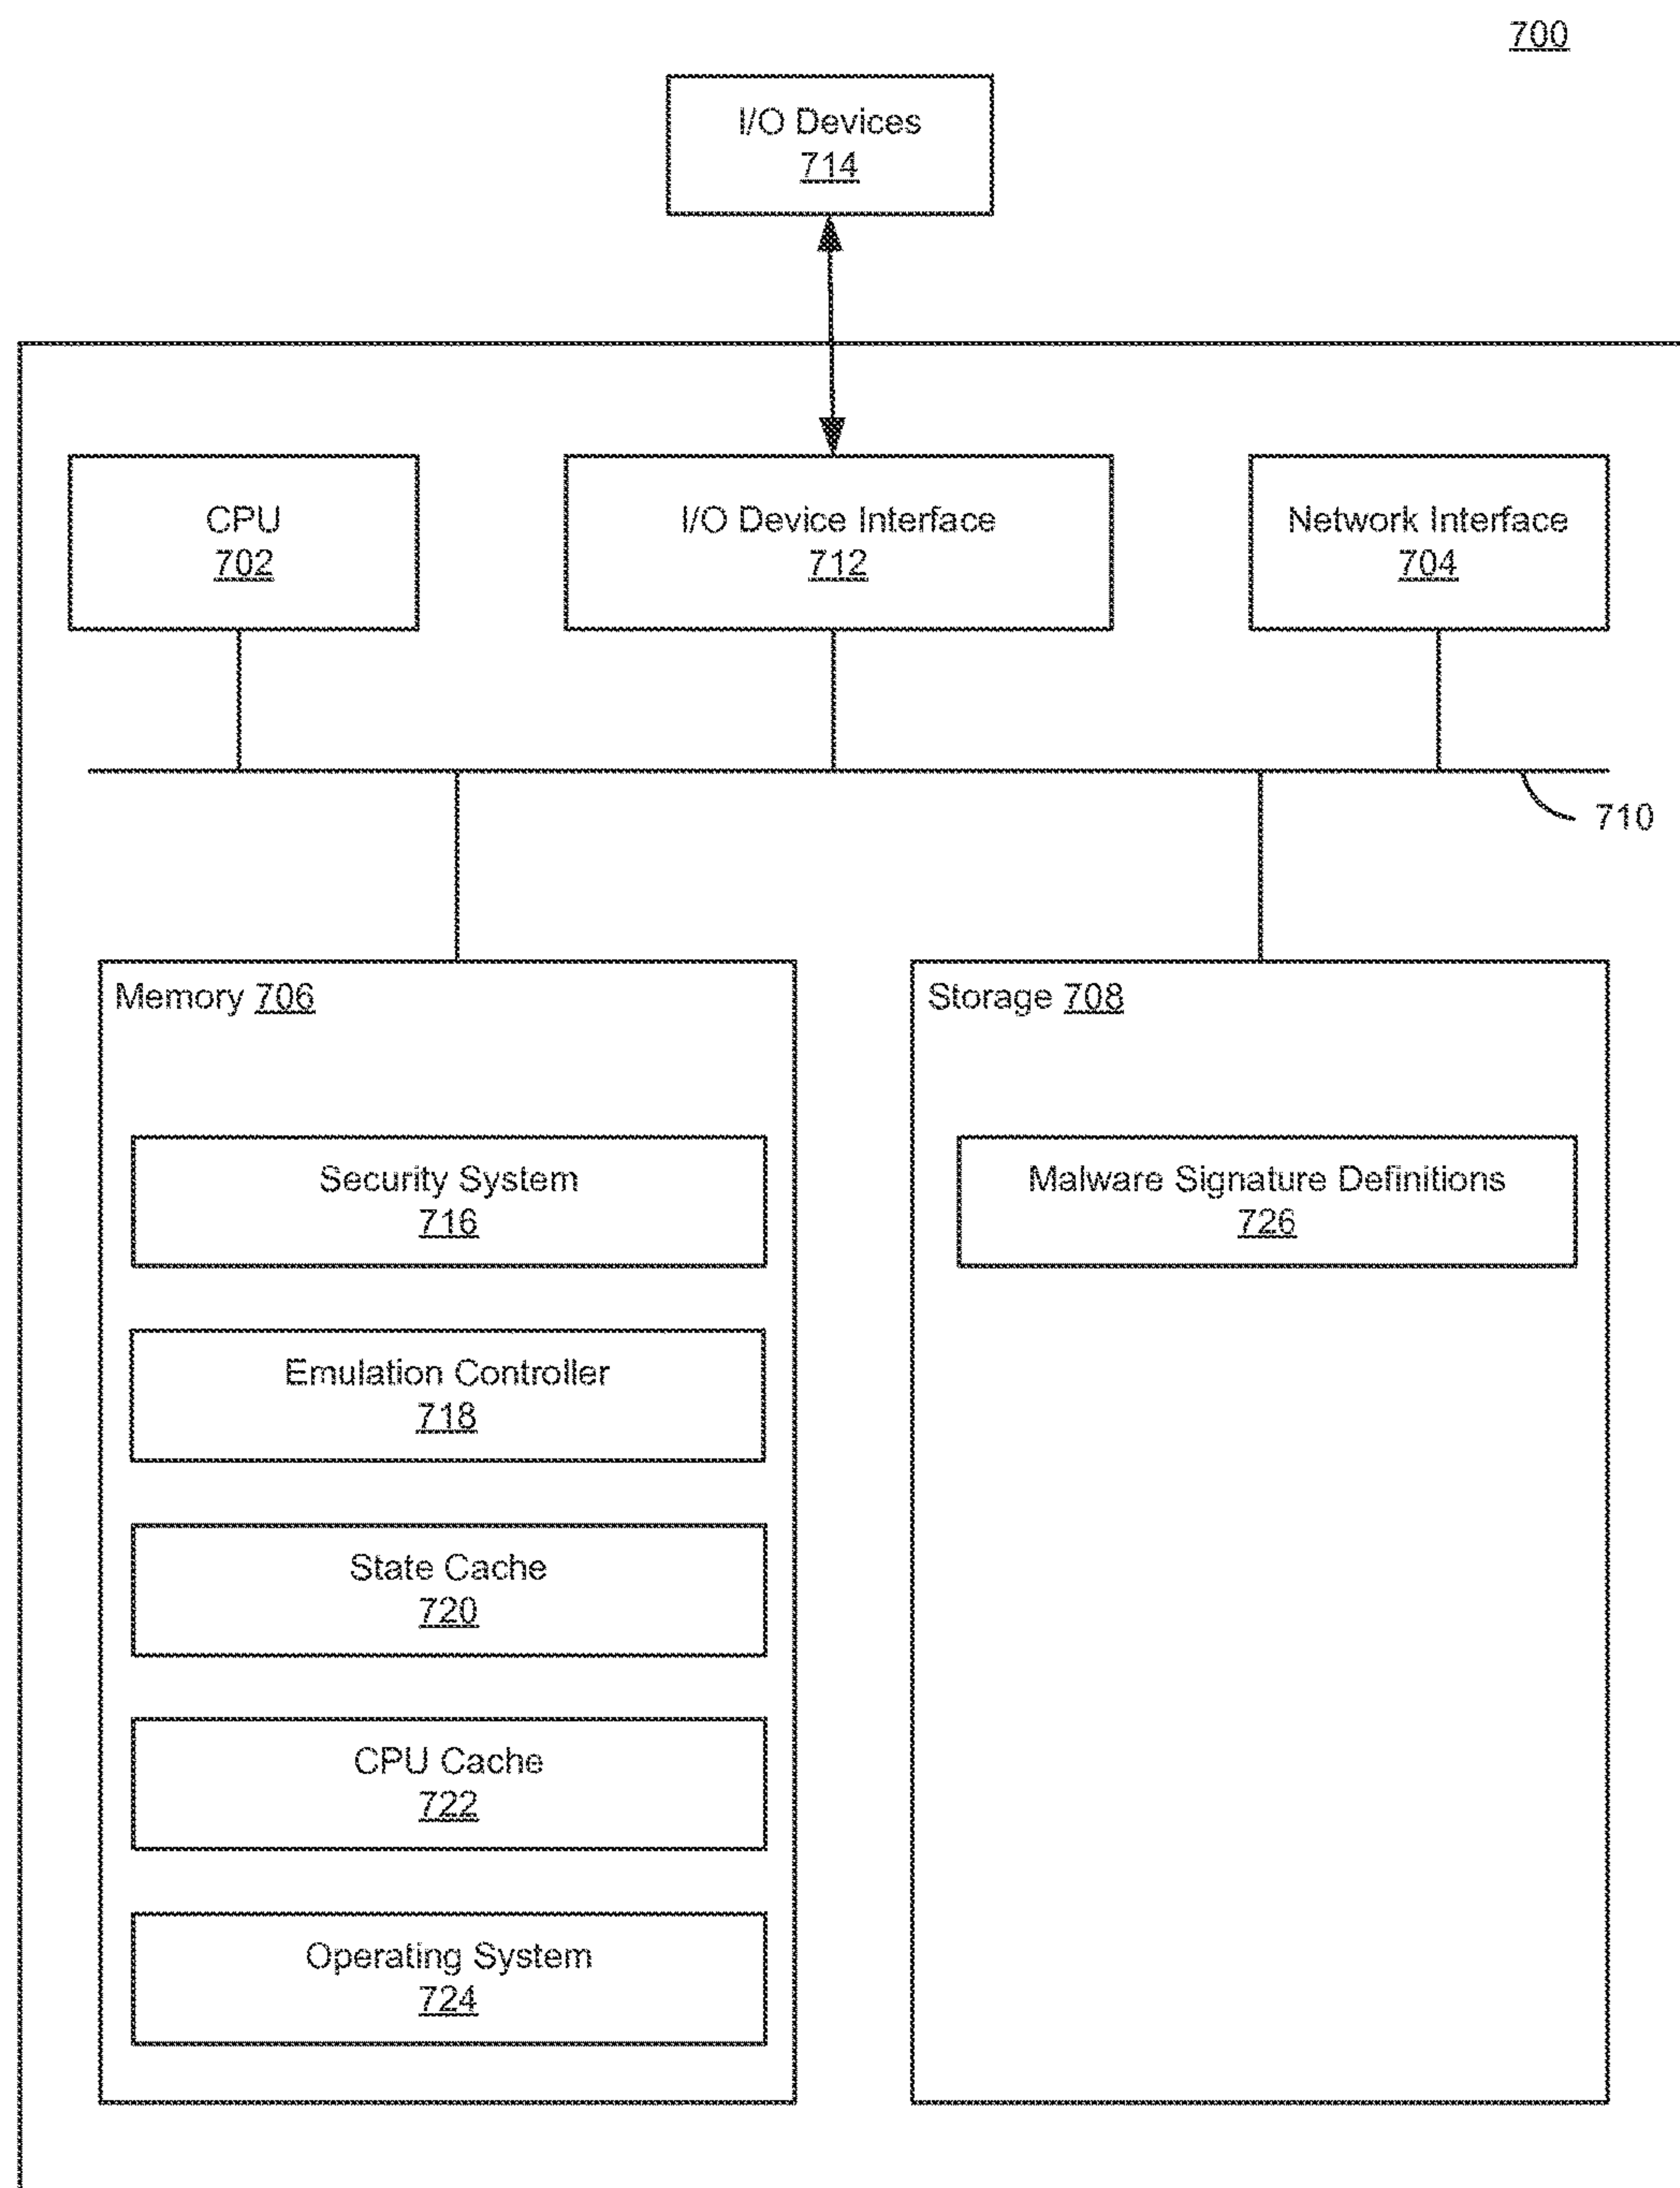 700
I/O Devices
714
CPU
702
I/O Device Interface
712
Network Interface
704
710
Memory 706
Security System
716
Emulation Controller
718
State Cache
720
CPU Cache
722
Operating System
724
Storage 708
Malware Signature Definitions
726